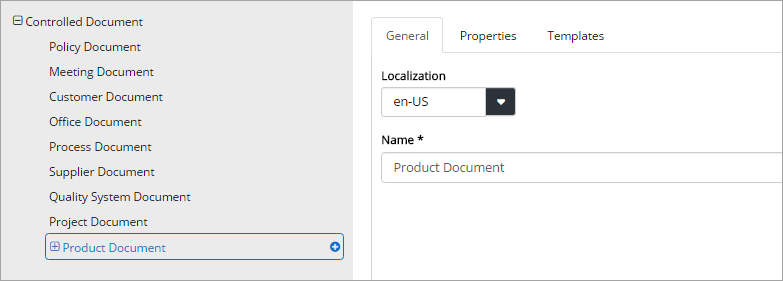 Controlled Document
Policy Document
Meeting Document
Customer Document
Office Document
Process Document
Supplier Document
Quality System Document
Project Document
Product Document
General Properties Templates
Localization
en-US
Name *
Product Document